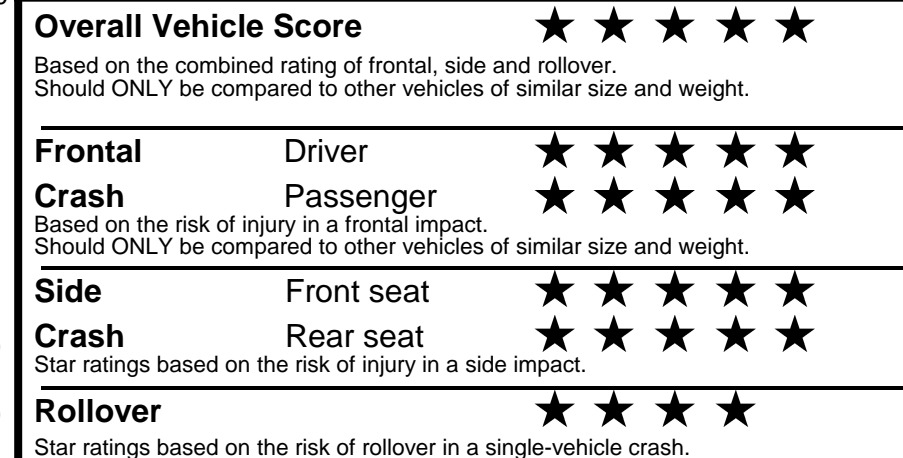 Overall Vehicle Score ★ ★ ★ ★ ★
Based on the combined rating of frontal, side and rollover.
Should ONLY be compared to other vehicles of similar size and weight.
Frontal Driver ★ ★ ★ ★ ★
Crash Passenger ★ ★ ★ ★ ★
Based on the risk of injury in a frontal impact.
Should ONLY be compared to other vehicles of similar size and weight.
Side Front seat ★ ★ ★ ★ ★
Crash Rear seat ★ ★ ★ ★ ★
Star ratings based on the risk of injury in a side impact.
Rollover ★ ★ ★ ★
Star ratings based on the risk of rollover in a single-vehicle crash.